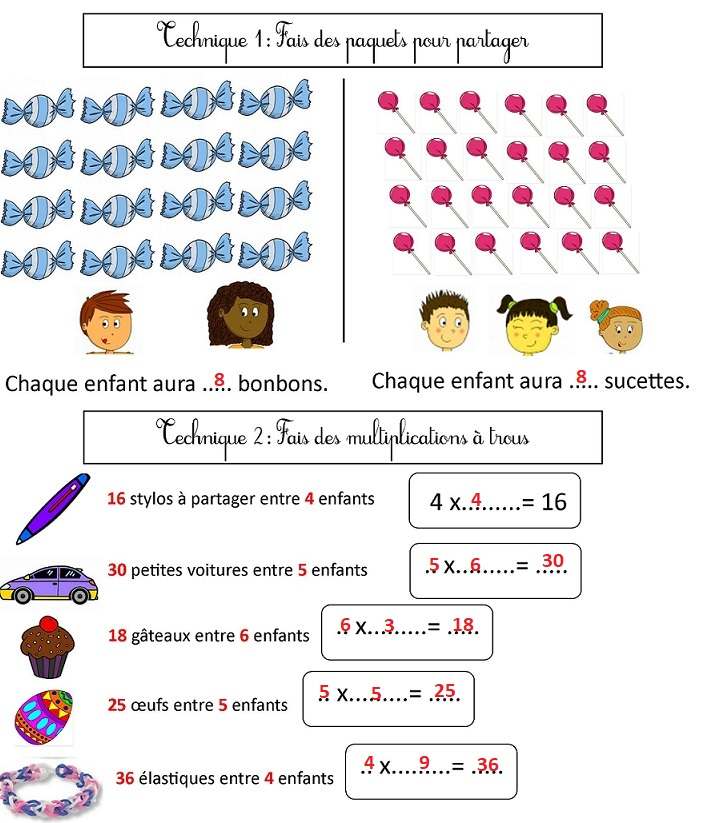 Technique 1: Fais des paquets pour partager
Chaque enfant aura ..8.. bonbons.
Chaque enfant aura ..8.. sucettes.
Technique 2: Fais des multiplications à trous
16 stylos à partager entre 4 enfants
4 x..4.......= 16
30 petites voitures entre 5 enfants
5 x..6......= 30
18 gâteaux entre 6 enfants
6 x...3.....= 18
25 œufs entre 5 enfants
5 x....5....= 25
36 élastiques entre 4 enfants
4 x....9....= 36